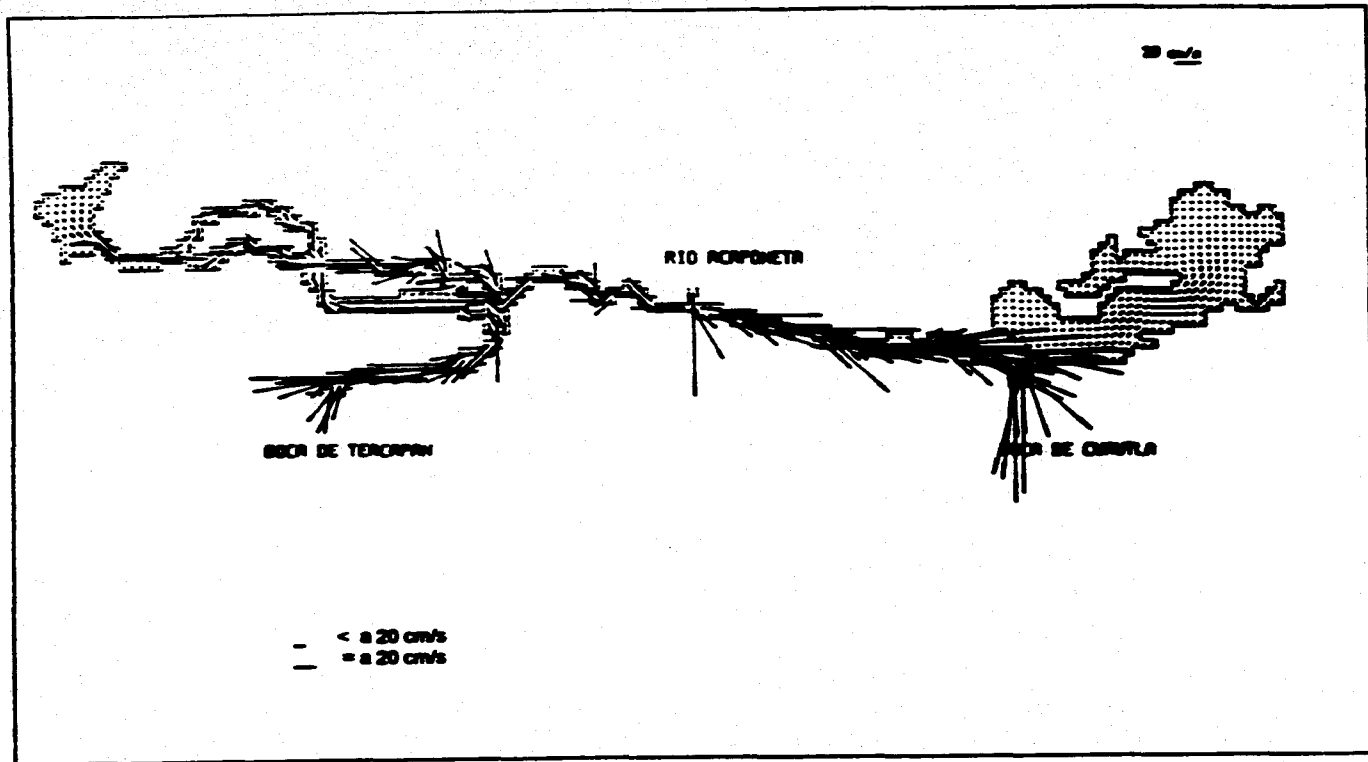 20 cm/s
RIO ACAPONETA
BOCA DE TEACAPAN
BOCA DE CUAUTLA
< a 20 cm/s
= a 20 cm/s